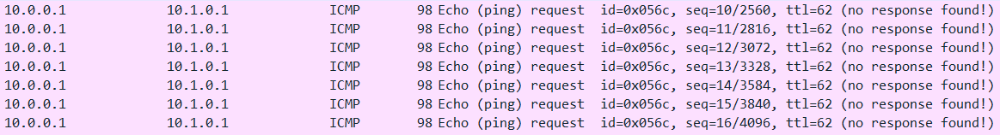 10.0.0.1 10.1.0.1 ICMP 98 Echo (ping) request id=0x056c, seq=10/2560, ttl=62 (no response found!)
10.0.0.1 10.1.0.1 ICMP 98 Echo (ping) request id=0x056c, seq=11/2816, ttl=62 (no response found!)
10.0.0.1 10.1.0.1 ICMP 98 Echo (ping) request id=0x056c, seq=12/3072, ttl=62 (no response found!)
10.0.0.1 10.1.0.1 ICMP 98 Echo (ping) request id=0x056c, seq=13/3328, ttl=62 (no response found!)
10.0.0.1 10.1.0.1 ICMP 98 Echo (ping) request id=0x056c, seq=14/3584, ttl=62 (no response found!)
10.0.0.1 10.1.0.1 ICMP 98 Echo (ping) request id=0x056c, seq=15/3840, ttl=62 (no response found!)
10.0.0.1 10.1.0.1 ICMP 98 Echo (ping) request id=0x056c, seq=16/4096, ttl=62 (no response found!)